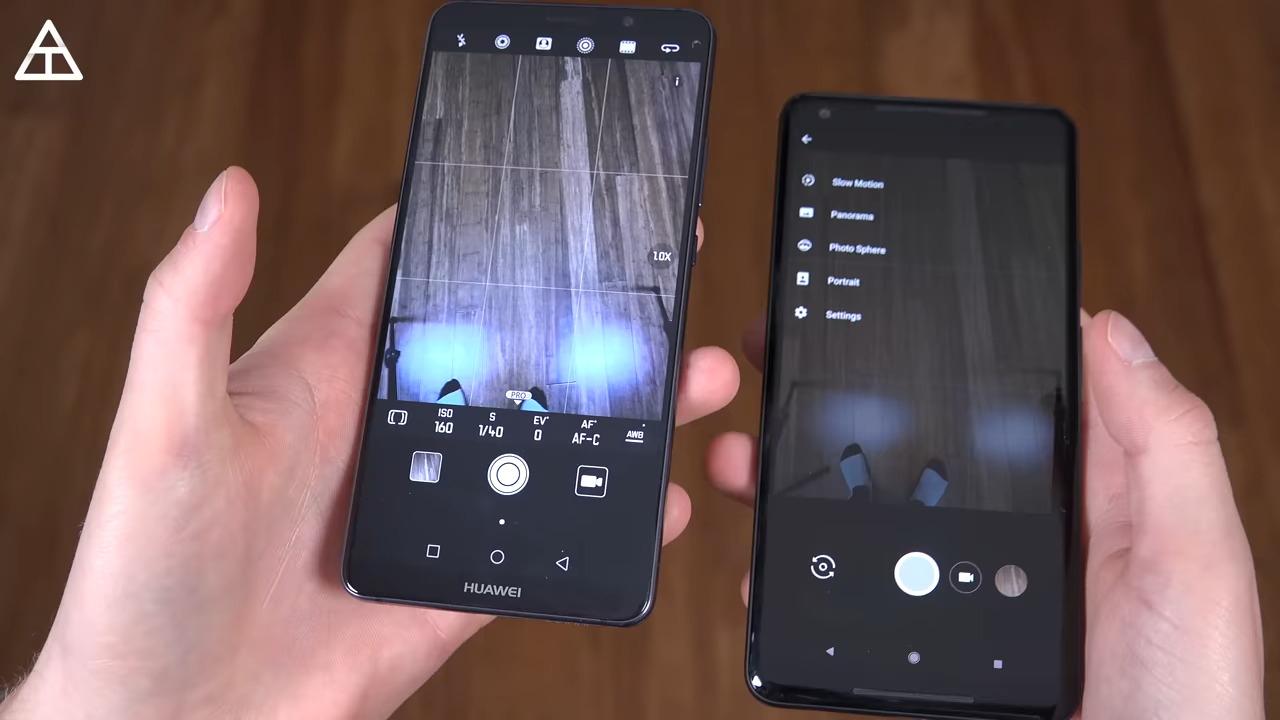 i
1.0X
PRO
ISO
160
S
1/40
EV•
0
AF•
AF-C
AWB
HUAWEI
Slow Motion
Panorama
Photo Sphere
Portrait
Settings